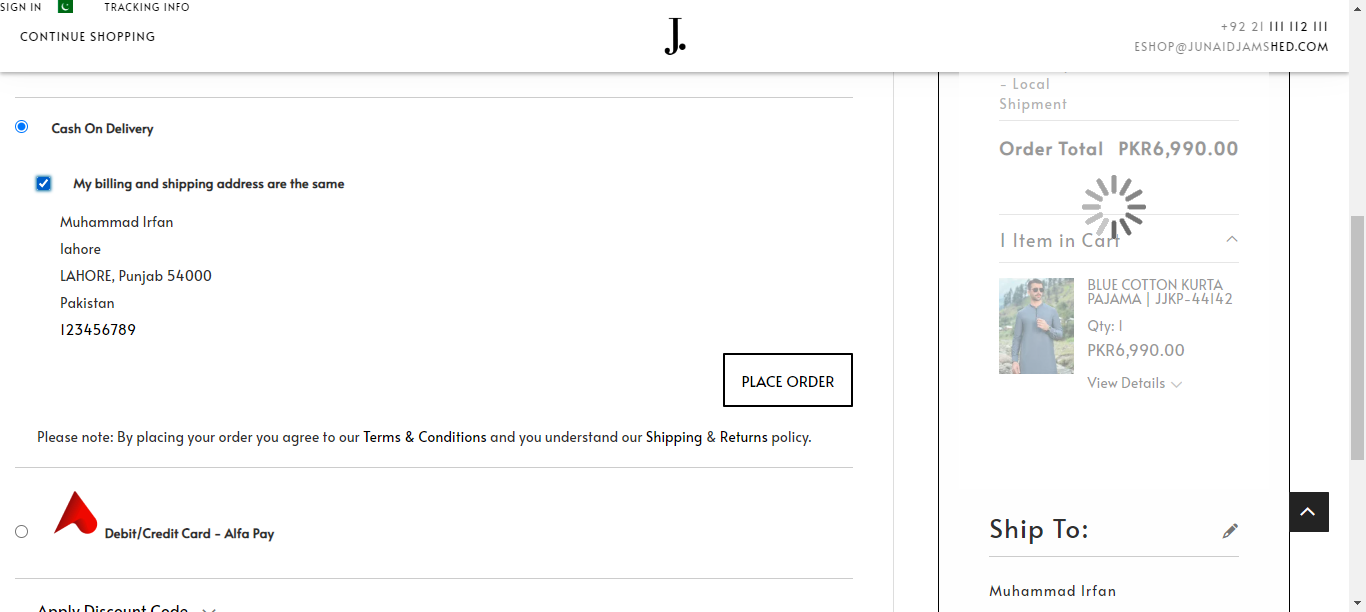 SIGN IN
TRACKING INFO
CONTINUE SHOPPING
J.
+92 21 111 112 111
ESHOP@JUNAIDJAMSHED.COM
Cash On Delivery
My billing and shipping address are the same
Muhammad Irfan
lahore
LAHORE, Punjab 54000
Pakistan
123456789
PLACE ORDER
Please note: By placing your order you agree to our Terms & Conditions and you understand our Shipping & Returns policy.
Debit/Credit Card - Alfa Pay
Apply Discount Code
- Local
Shipment
Order Total PKR6,990.00
1 Item in Cart
BLUE COTTON KURTA
PAJAMA | JJKP-44142
Qty: 1
PKR6,990.00
View Details
Ship To:
Muhammad Irfan